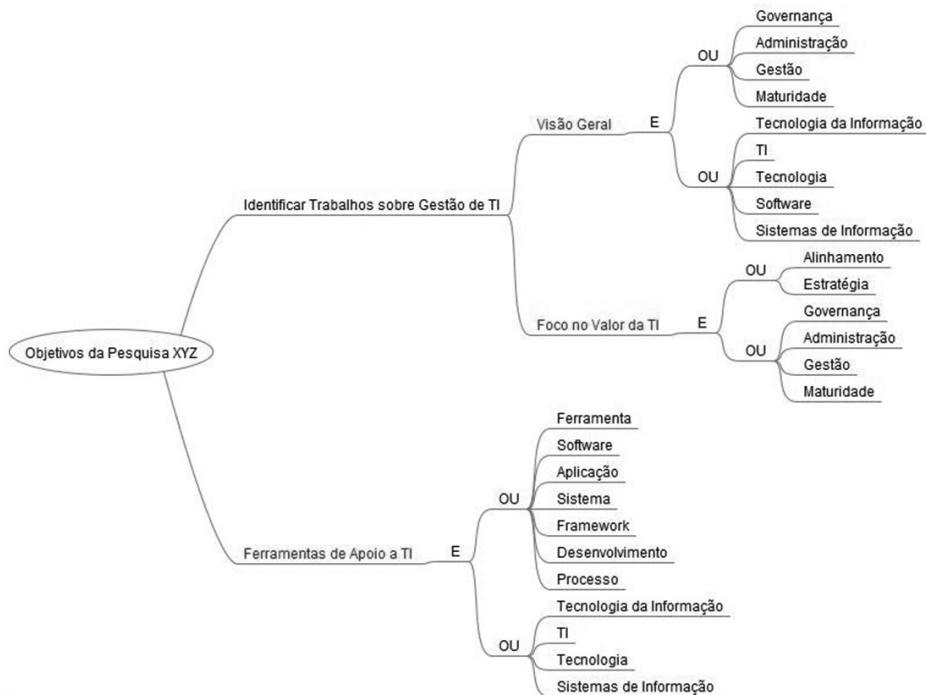 Objetivos da Pesquisa XYZ
Identificar Trabalhos sobre Gestão de TI
Visão Geral
E
OU
Governança
Administração
Gestão
Maturidade
OU
Tecnologia da Informação
TI
Tecnologia
Software
Sistemas de Informação
Foco no Valor da TI
E
OU
Alinhamento
Estratégia
OU
Governança
Administração
Gestão
Maturidade
Ferramentas de Apoio a TI
E
OU
Ferramenta
Software
Aplicação
Sistema
Framework
Desenvolvimento
Processo
OU
Tecnologia da Informação
TI
Tecnologia
Sistemas de Informação